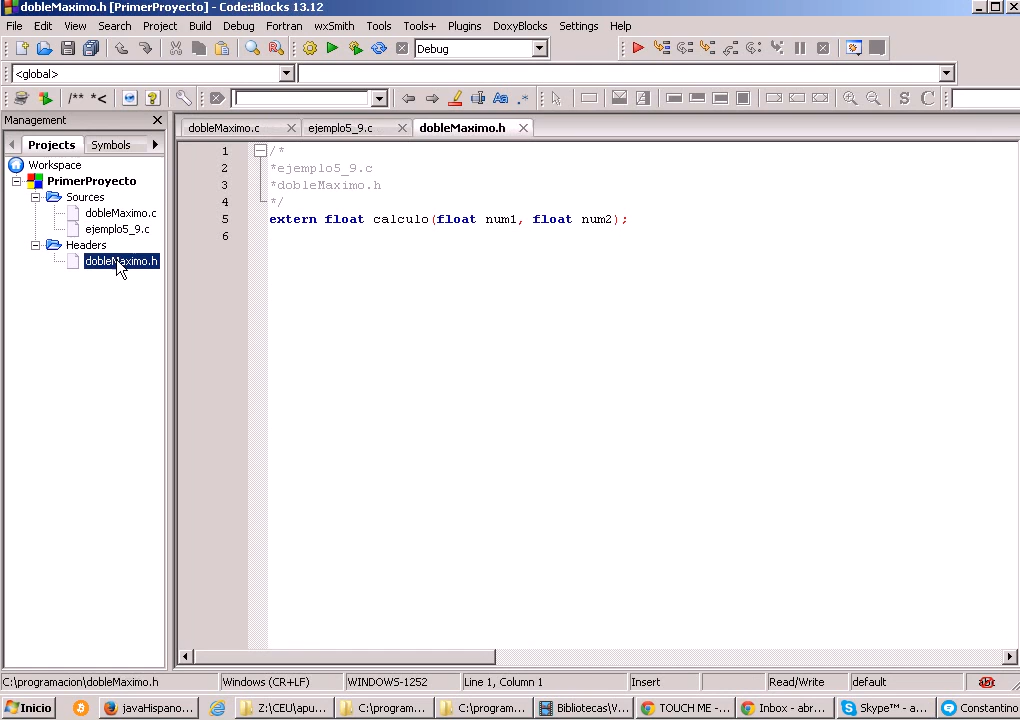 dobleMaximo.h [PrimerProyecto] - Code::Blocks 13.12
File Edit View Search Project Build Debug Fortran wxSmith Tools Tools+ Plugins DoxyBlocks Settings Help
Debug
<global>
/** *<
S C
Management
Projects Symbols
dobleMaximo.c ejemplo5_9.c dobleMaximo.h
Workspace
PrimerProyecto
Sources
dobleMaximo.c
ejemplo5_9.c
Headers
dobleMaximo.h
1 /*
2 *ejemplo5_9.c
3 *dobleMaximo.h
4 */
5 extern float calculo(float num1, float num2);
6
C:\programacion\dobleMaximo.h Windows (CR+LF) WINDOWS-1252 Line 1, Column 1 Insert Read/Write default
Inicio javaHispano... Z:\CEU\apu... C:\program... C:\program... Bibliotecas\V... TOUCH ME -... Inbox - abr... Skype™ - a... Constantino